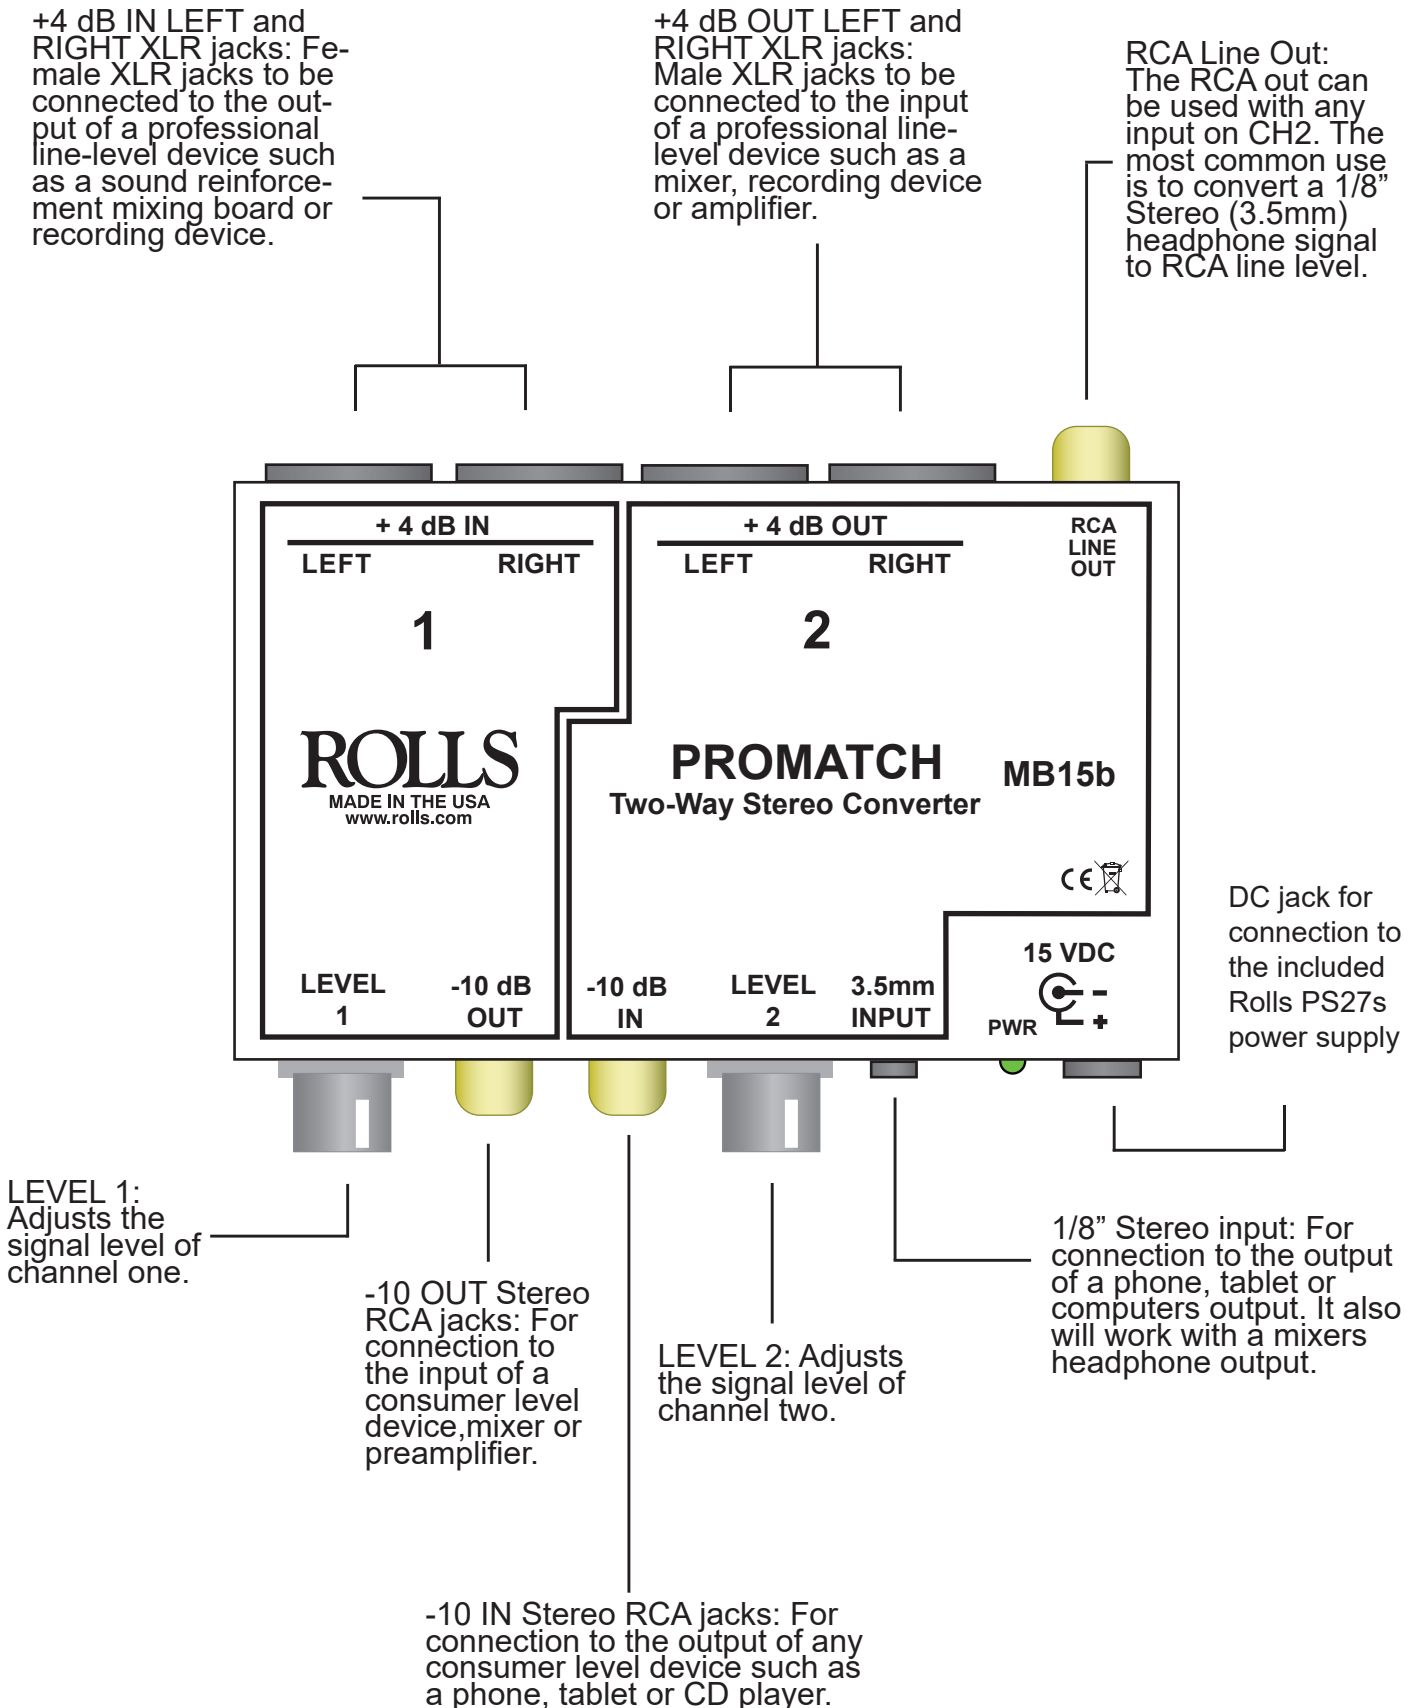 +4 dB IN LEFT and
RIGHT XLR jacks: Fe-
male XLR jacks to be
connected to the out-
put of a professional
line-level device such
as a sound reinforce-
ment mixing board or
recording device.
+4 dB OUT LEFT and
RIGHT XLR jacks:
Male XLR jacks to be
connected to the input
of a professional line-
level device such as a
mixer, recording device
or amplifier.
RCA Line Out:
The RCA out can
be used with any
input on CH2. The
most common use
is to convert a 1/8”
Stereo (3.5mm)
headphone signal
to RCA line level.
+ 4 dB IN
LEFT RIGHT
1
+ 4 dB OUT
LEFT RIGHT
2
RCA
LINE
OUT
ROLLS
MADE IN THE USA
www.rolls.com
PROMATCH
Two-Way Stereo Converter
MB15b
CE
LEVEL
1
-10 dB
OUT
-10 dB
IN
LEVEL
2
3.5mm
INPUT
15 VDC
-
+
PWR
DC jack for
connection to
the included
Rolls PS27s
power supply
LEVEL 1:
Adjusts the
signal level of
channel one.
-10 OUT Stereo
RCA jacks: For
connection to
the input of a
consumer level
device,mixer or
preamplifier.
LEVEL 2: Adjusts
the signal level of
channel two.
1/8” Stereo input: For
connection to the output
of a phone, tablet or
computers output. It also
will work with a mixers
headphone output.
-10 IN Stereo RCA jacks: For
connection to the output of any
consumer level device such as
a phone, tablet or CD player.